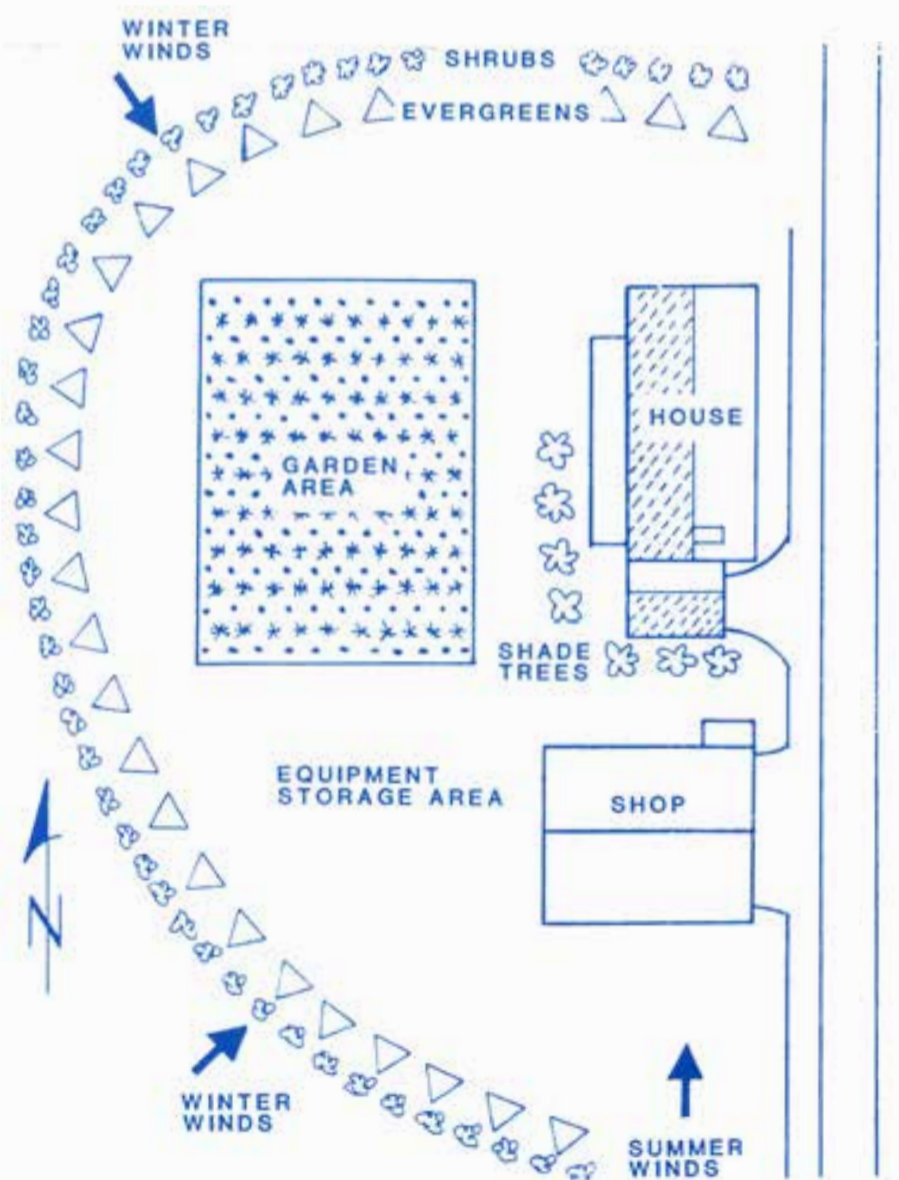 WINTER
WINDS
SHRUBS
EVERGREENS
HOUSE
GARDEN
AREA
SHADE
TREES
EQUIPMENT
STORAGE AREA
SHOP
N
WINTER
WINDS
SUMMER
WINDS